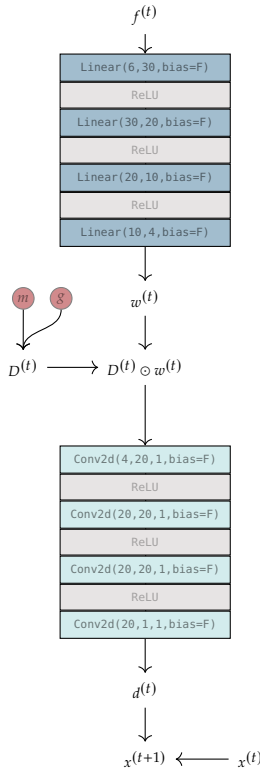 f^(t)
Linear(6,30,bias=F)
ReLU
Linear(30,20,bias=F)
ReLU
Linear(20,10,bias=F)
ReLU
Linear(10,4,bias=F)
w^(t)
m g
D^(t) D^(t) ⊙ w^(t)
Conv2d(4,20,1,bias=F)
ReLU
Conv2d(20,20,1,bias=F)
ReLU
Conv2d(20,20,1,bias=F)
ReLU
Conv2d(20,1,1,bias=F)
d^(t)
x^(t+1) x^(t)